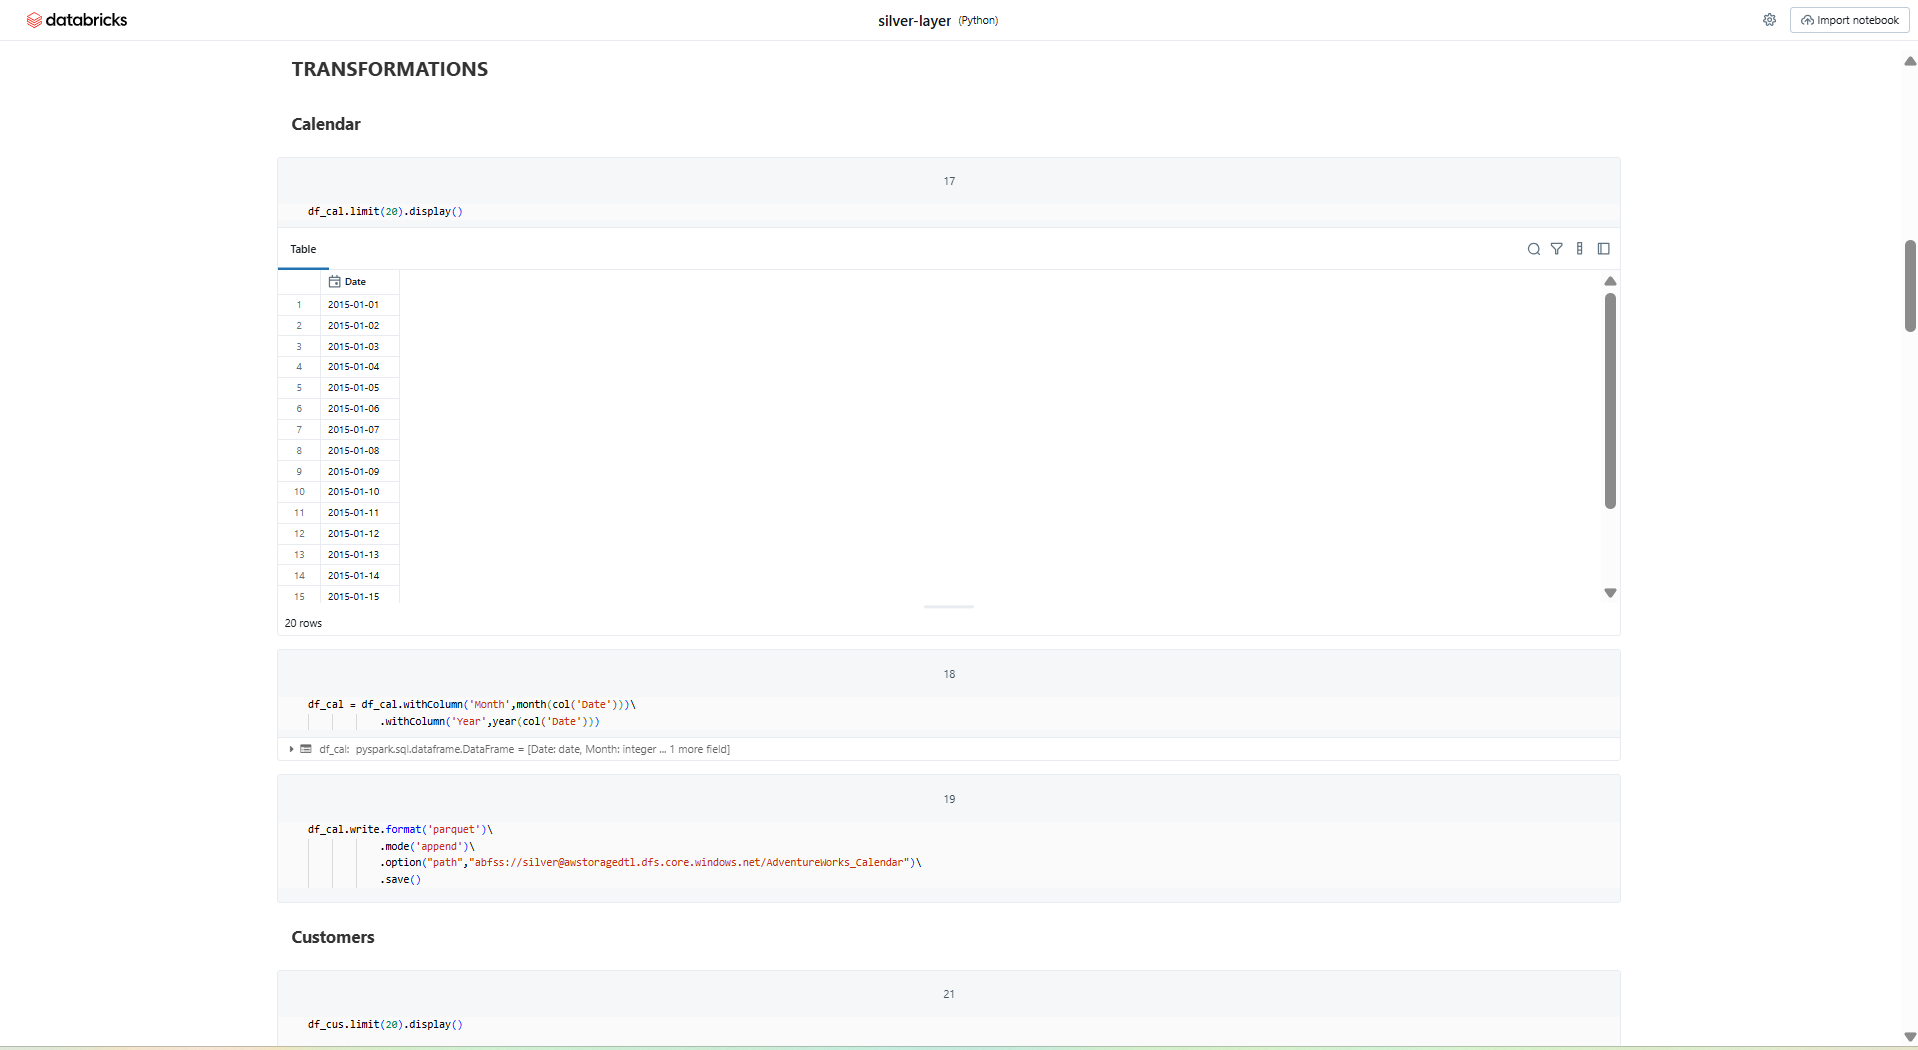 databricks
silver-layer (Python)
Import notebook
TRANSFORMATIONS
Calendar
17
df_cal.limit(20).display()
Table
Date
1 2015-01-01
2 2015-01-02
3 2015-01-03
4 2015-01-04
5 2015-01-05
6 2015-01-06
7 2015-01-07
8 2015-01-08
9 2015-01-09
10 2015-01-10
11 2015-01-11
12 2015-01-12
13 2015-01-13
14 2015-01-14
15 2015-01-15
20 rows
18
df_cal = df_cal.withColumn('Month',month(col('Date')))\
.withColumn('Year',year(col('Date')))
df_cal: pyspark.sql.dataframe.DataFrame = [Date: date, Month: integer ... 1 more field]
19
df_cal.write.format('parquet')\
.mode('append')\
.option("path","abfss://silver@awstoragedtl.dfs.core.windows.net/AdventureWorks_Calendar")\
.save()
Customers
21
df_cus.limit(20).display()